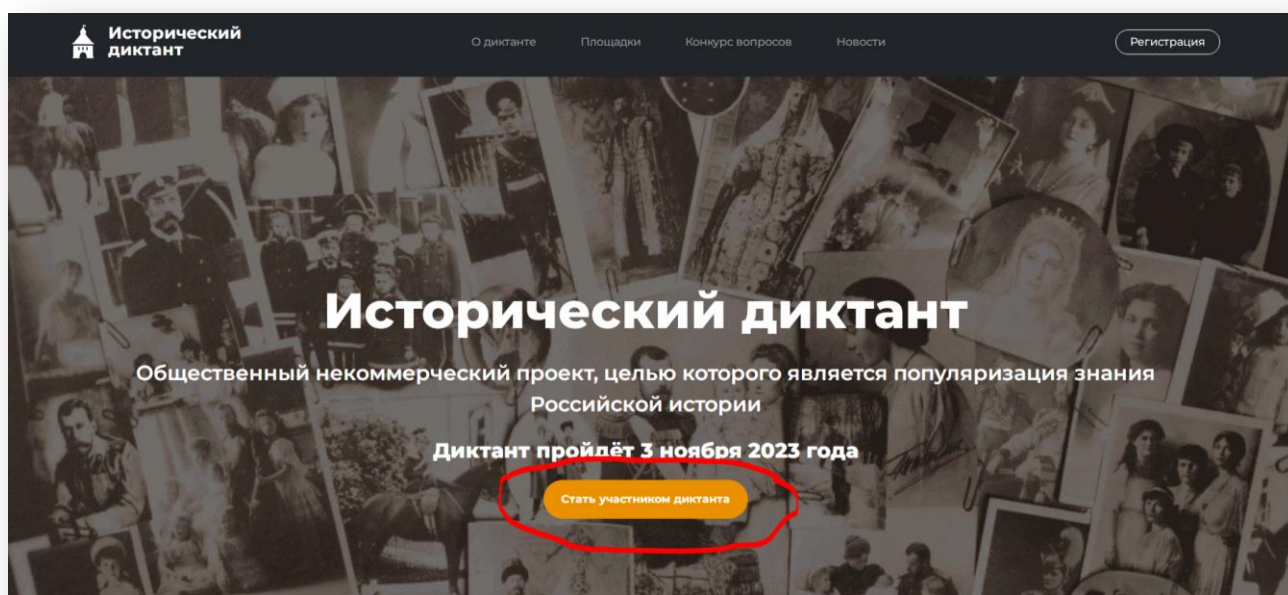 Исторический
диктант
О диктанте Площадки Конкурс вопросов Новости
Регистрация
Исторический диктант
Общественный некоммерческий проект, целью которого является популяризация знания
Российской истории
Диктант пройдёт 3 ноября 2023 года
Стать участником диктанта